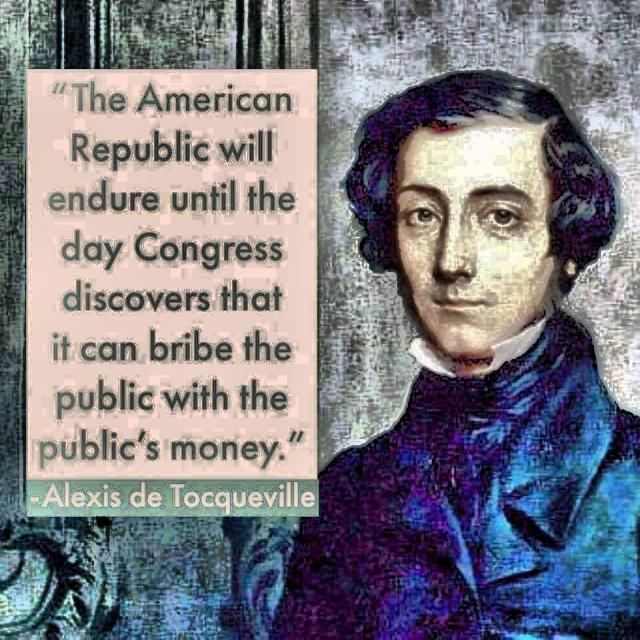 “The American
Republic will
endure until the
day Congress
discovers that
it can bribe the
public with the
public’s money.”
-Alexis de Tocqueville